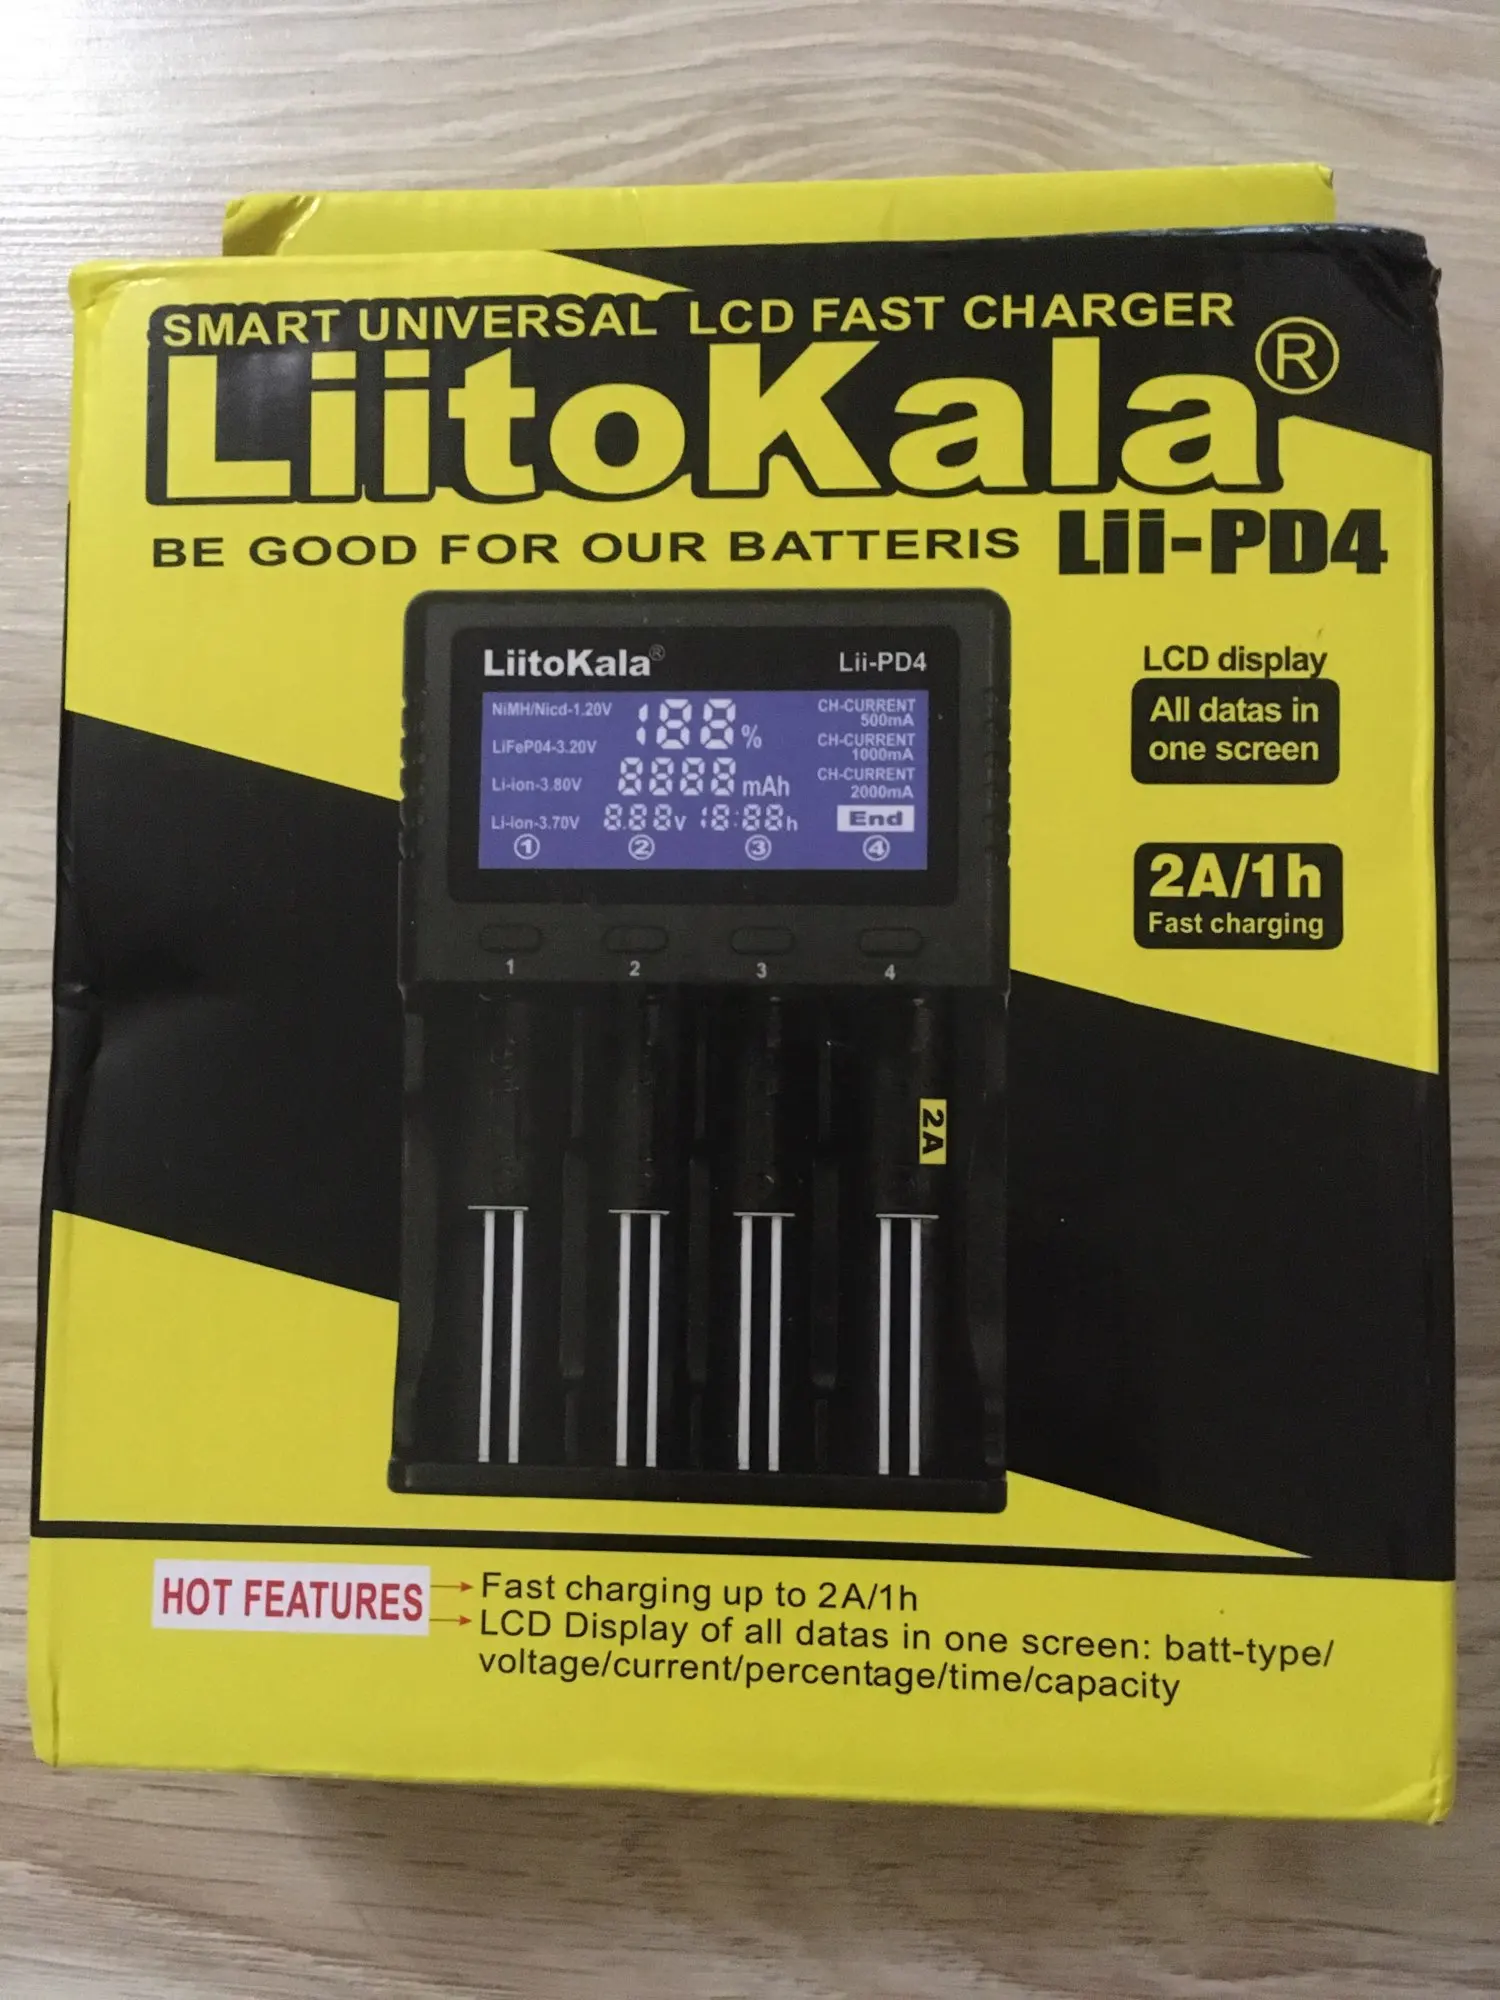 SMART UNIVERSAL LCD FAST CHARGER
LiitoKala®
BE GOOD FOR OUR BATTERIS Lii-PD4
LiitoKala® Lii-PD4
NiMH/Nicd-1.20V 188% CH-CURRENT 500mA
LiFeP04-3.20V CH-CURRENT 1000mA
Li-ion-3.80V 8888mAh CH-CURRENT 2000mA
Li-ion-3.70V 8.88V 18:88h End
① ② ③ ④
1 2 3 4
2A
LCD display
All datas in
one screen
2A/1h
Fast charging
HOT FEATURES
Fast charging up to 2A/1h
LCD Display of all datas in one screen: batt-type/
voltage/current/percentage/time/capacity